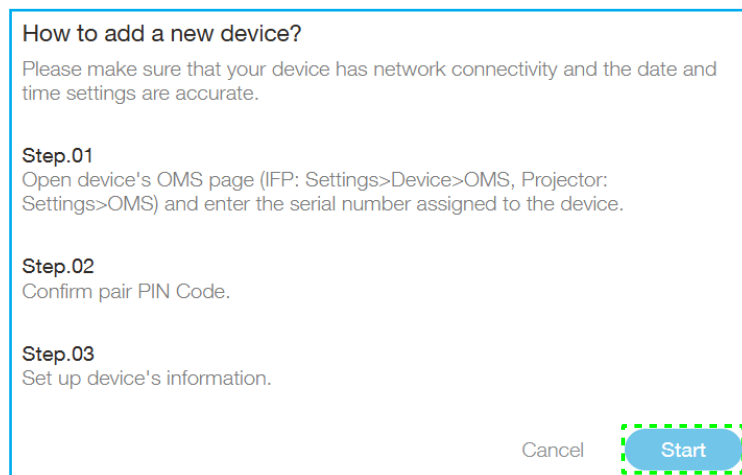 How to add a new device?
Please make sure that your device has network connectivity and the date and
time settings are accurate.
Step.01
Open device's OMS page (IFP: Settings>Device>OMS, Projector:
Settings>OMS) and enter the serial number assigned to the device.
Step.02
Confirm pair PIN Code.
Step.03
Set up device's information.
Cancel Start